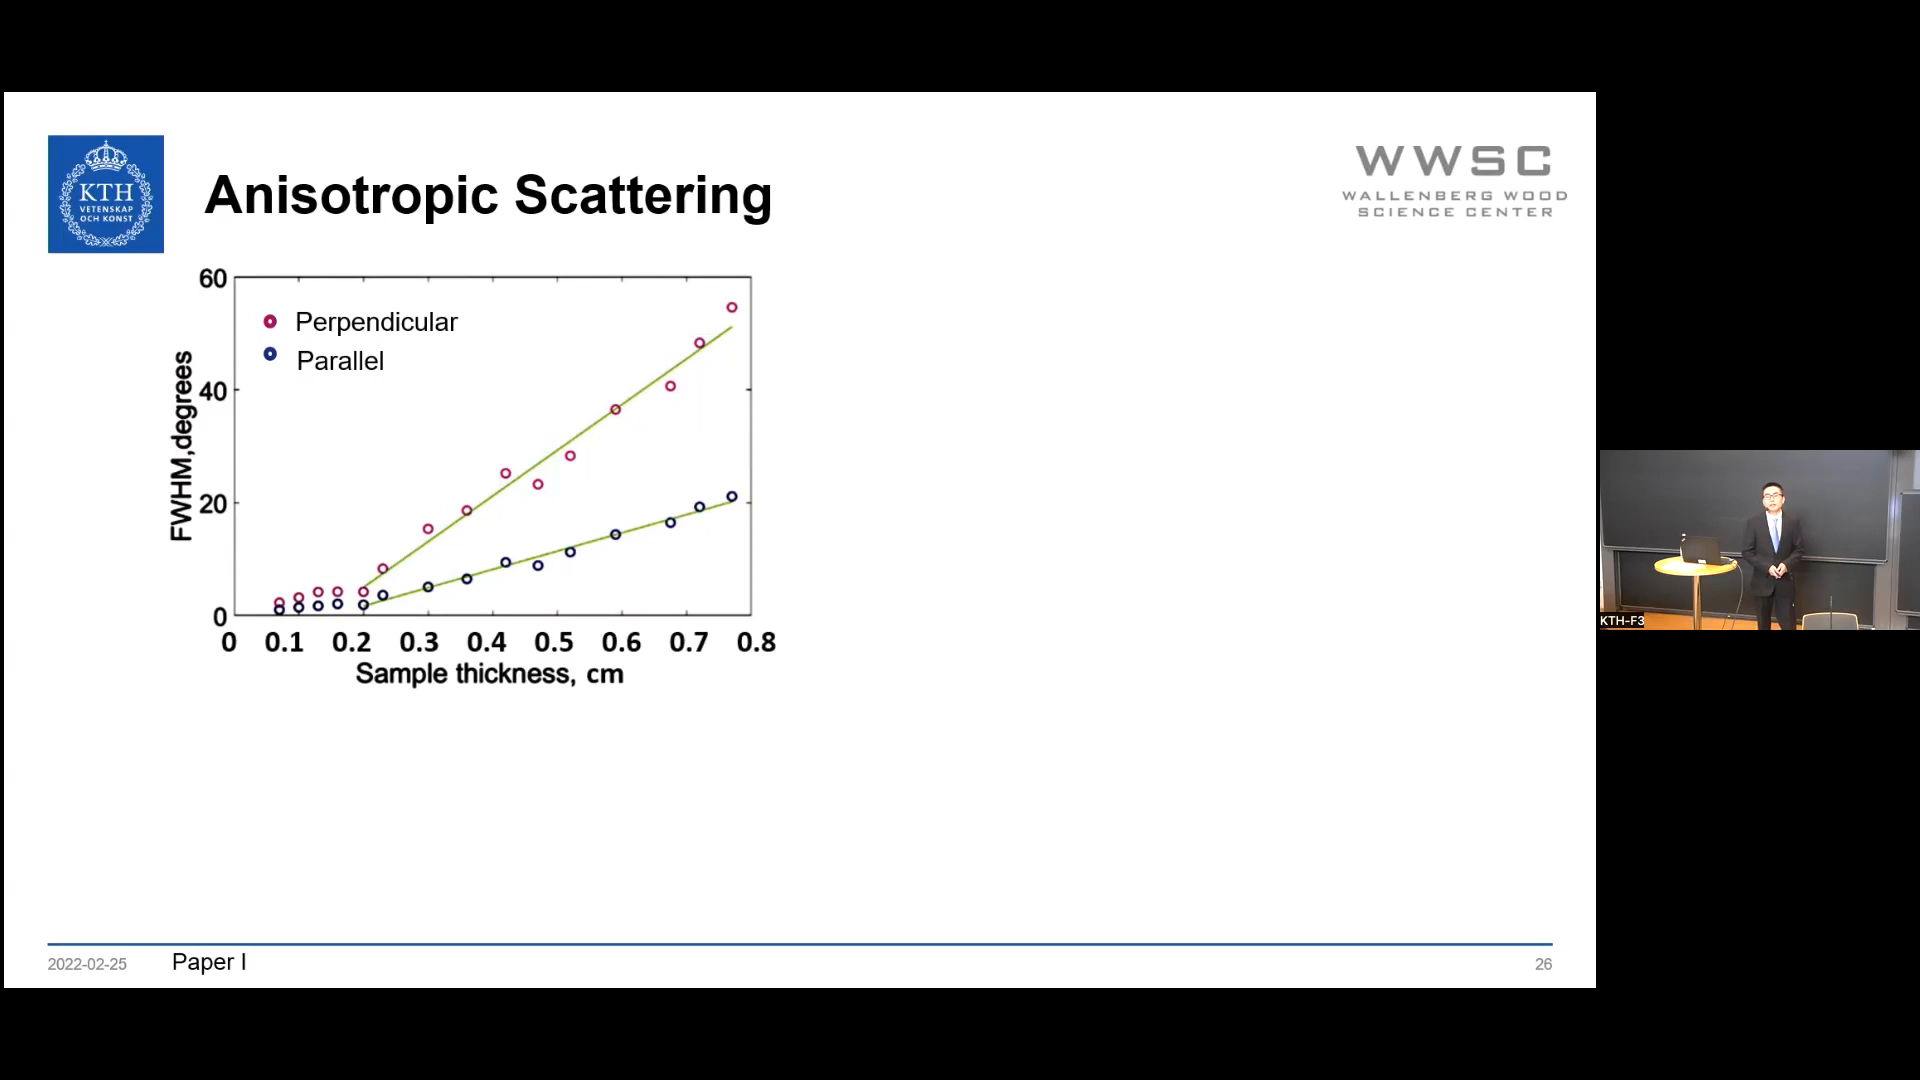 KTH
VETENSKAP
OCH KONST
Anisotropic Scattering
WWSC
WALLENBERG WOOD
SCIENCE CENTER
Perpendicular
Parallel
FWHM,degrees
60
40
20
0
0 0.1 0.2 0.3 0.4 0.5 0.6 0.7 0.8
Sample thickness, cm
KTH-F3
2022-02-25 Paper I 26